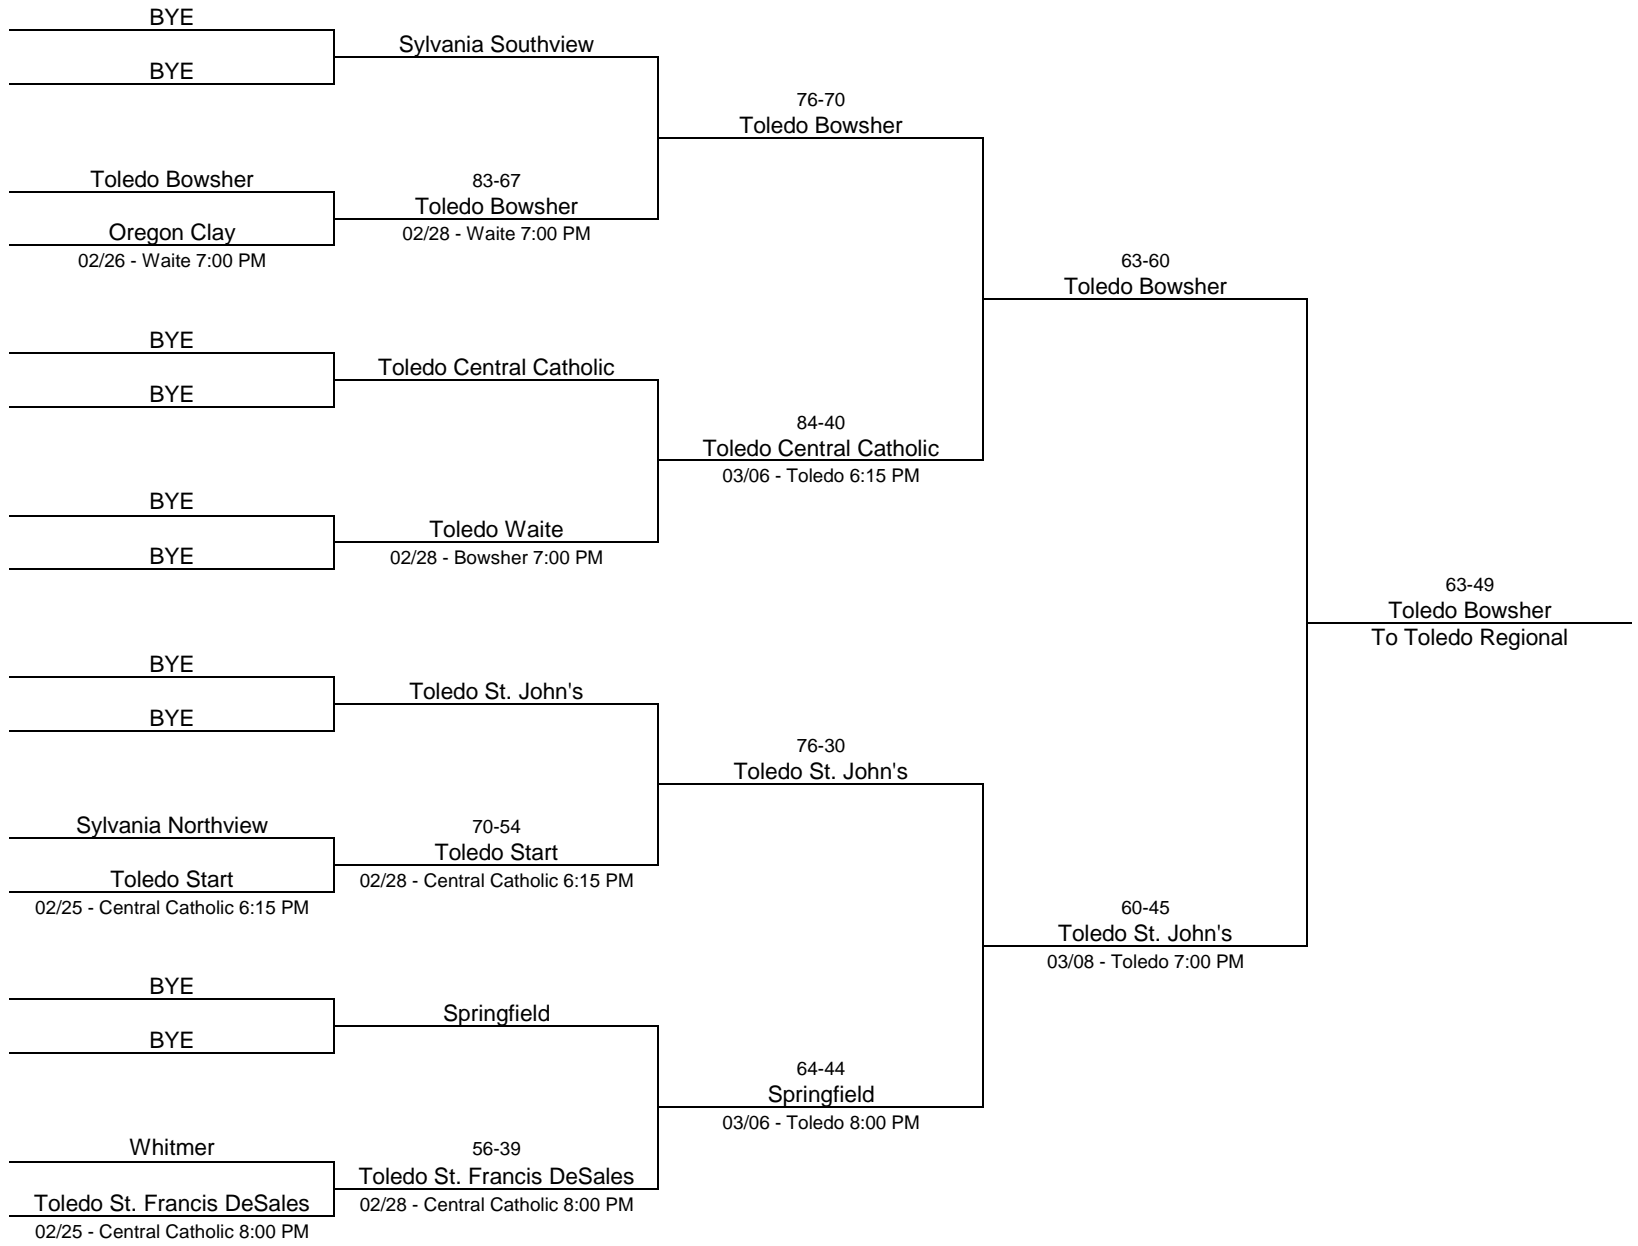 BYE
Sylvania Southview
BYE
76-70
Toledo Bowsher
Toledo Bowsher
83-67
Toledo Bowsher
Oregon Clay
02/28 - Waite 7:00 PM
02/26 - Waite 7:00 PM
63-60
Toledo Bowsher
BYE
Toledo Central Catholic
BYE
84-40
Toledo Central Catholic
03/06 - Toledo 6:15 PM
BYE
Toledo Waite
BYE
02/28 - Bowsher 7:00 PM
63-49
Toledo Bowsher
To Toledo Regional
BYE
Toledo St. John's
BYE
76-30
Toledo St. John's
Sylvania Northview
70-54
Toledo Start
Toledo Start
02/28 - Central Catholic 6:15 PM
02/25 - Central Catholic 6:15 PM
60-45
Toledo St. John's
03/08 - Toledo 7:00 PM
BYE
Springfield
BYE
64-44
Springfield
03/06 - Toledo 8:00 PM
Whitmer
56-39
Toledo St. Francis DeSales
Toledo St. Francis DeSales
02/28 - Central Catholic 8:00 PM
02/25 - Central Catholic 8:00 PM